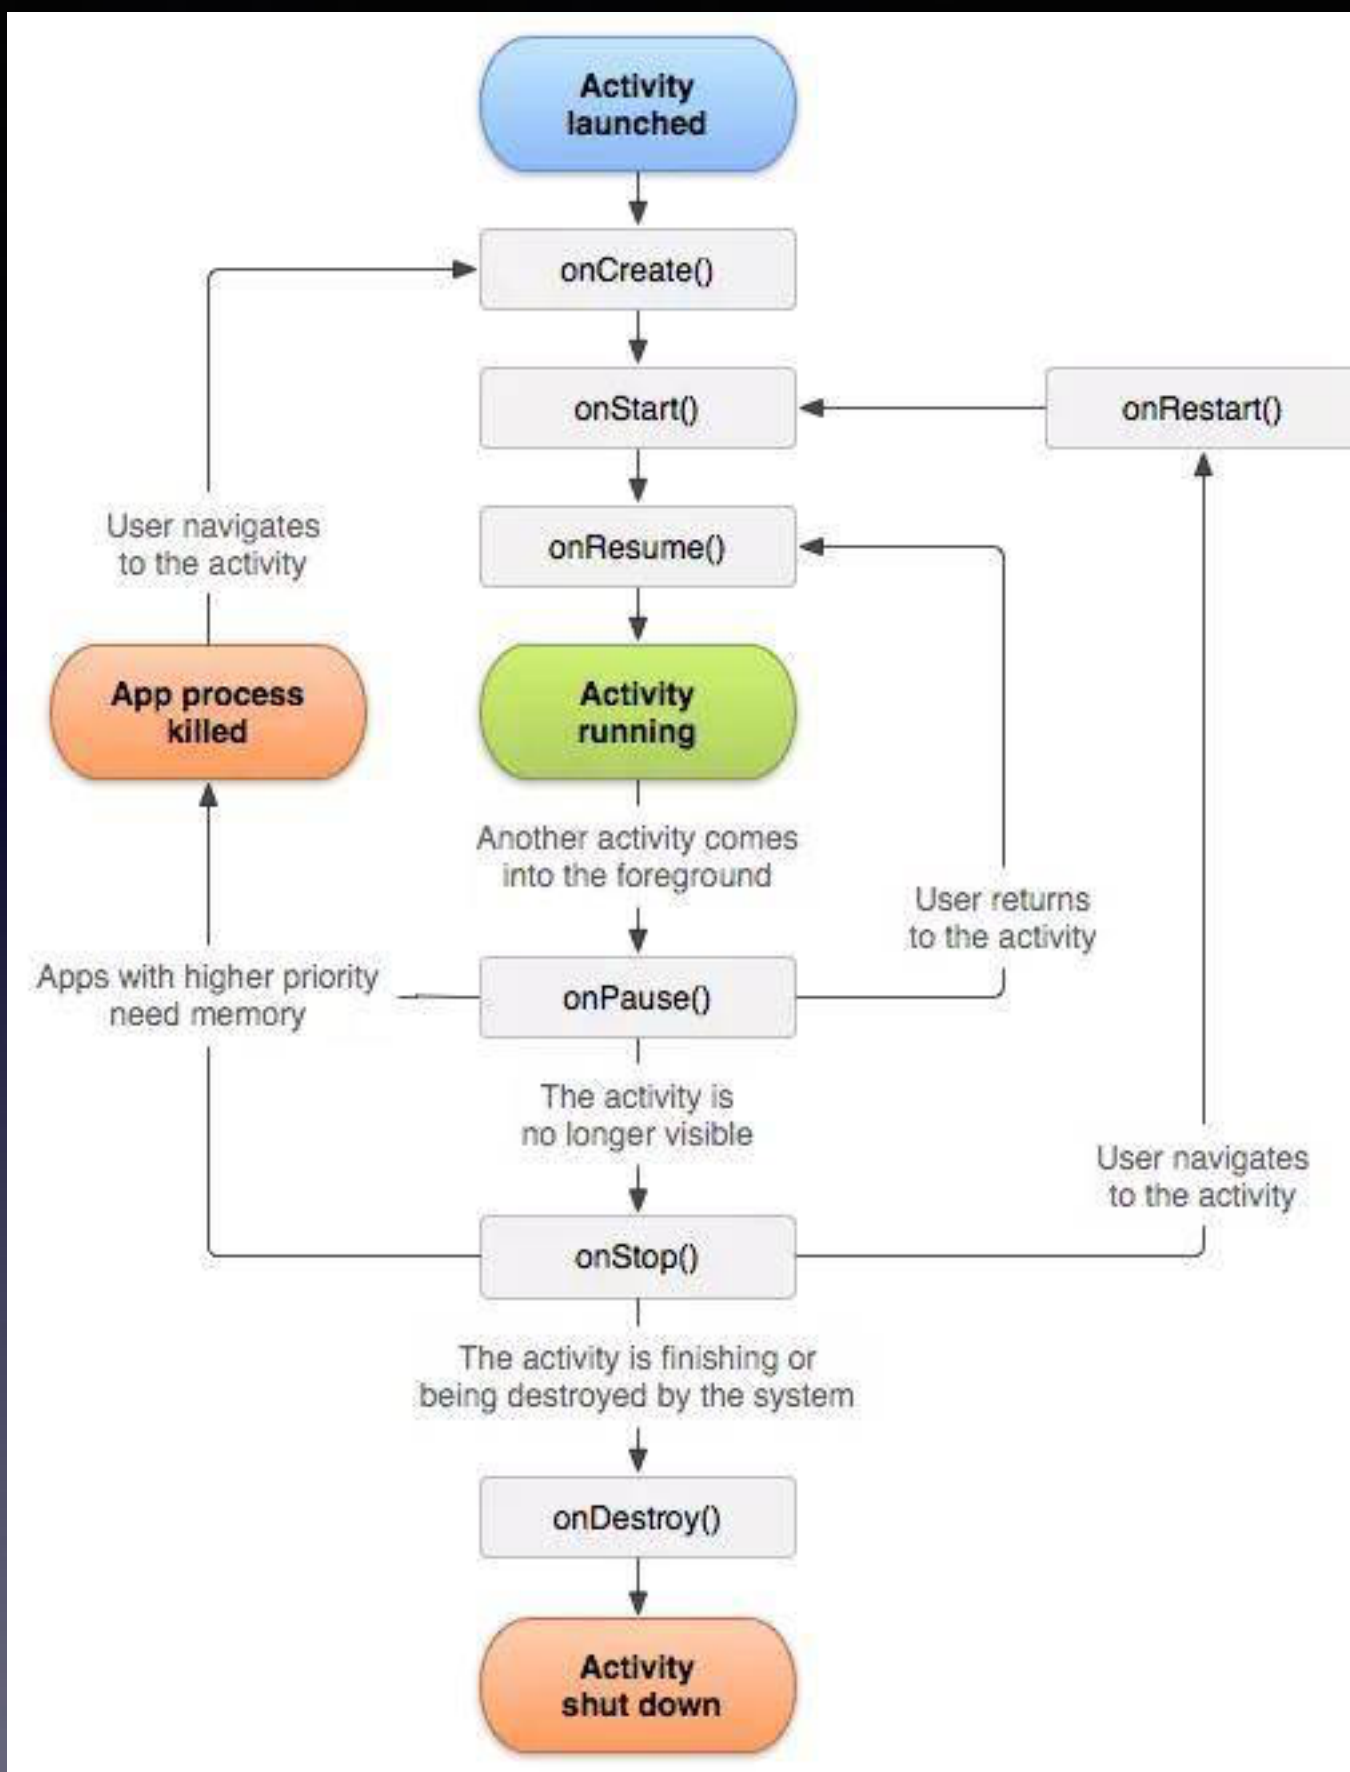 Activity
launched
onCreate()
onStart()
onRestart()
User navigates
to the activity
onResume()
App process
killed
Activity
running
Another activity comes
into the foreground
User returns
to the activity
Apps with higher priority
need memory
onPause()
The activity is
no longer visible
User navigates
to the activity
onStop()
The activity is finishing or
being destroyed by the system
onDestroy()
Activity
shut down